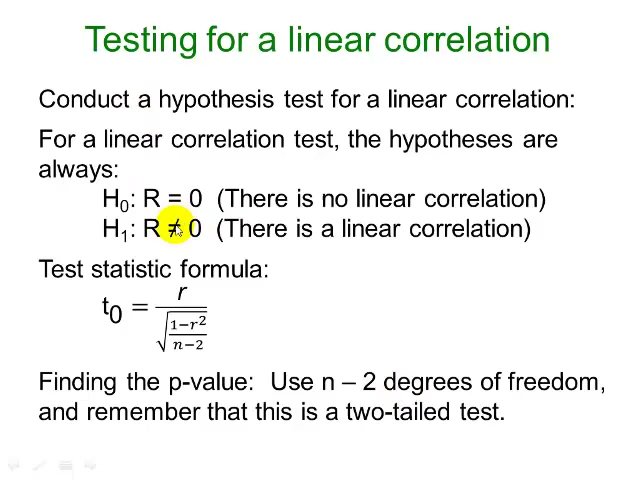 Testing for a linear correlation
Conduct a hypothesis test for a linear correlation:
For a linear correlation test, the hypotheses are
always:
H₀: R = 0  (There is no linear correlation)
H₁: R ≠ 0  (There is a linear correlation)
Test statistic formula:
t₀ = r / √((1−r²)/(n−2))
Finding the p-value:  Use n – 2 degrees of freedom,
and remember that this is a two-tailed test.